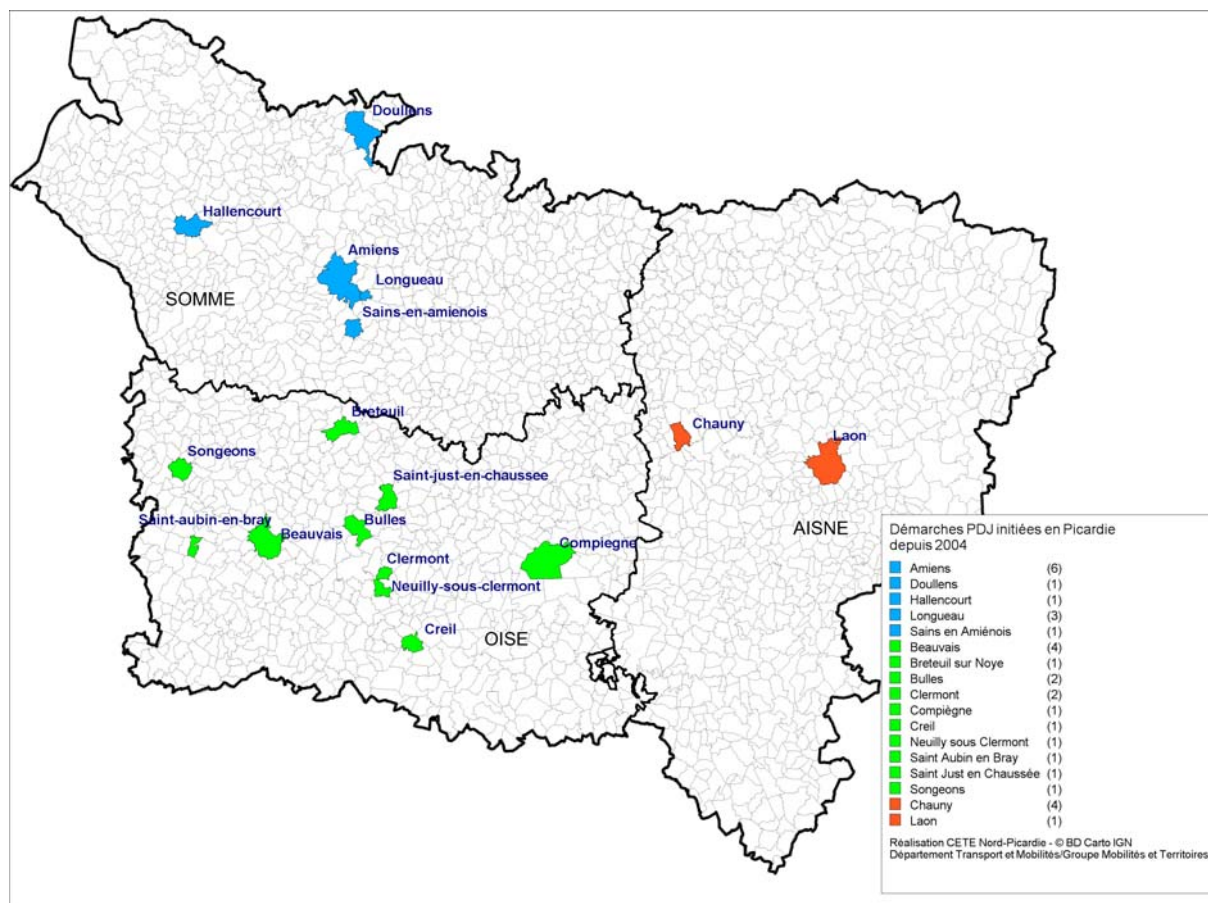 Doullens
Hallencourt
Amiens
Longueau
SOMME
Sains-en-amienois
Breteuil
Chauny
Laon
Songeons
Saint-just-en-chaussee
Saint-aubin-en-bray
Bulles
Beauvais
AISNE
Compiegne
Clermont
Neuilly-sous-clermont
Creil
OISE
Démarches PDJ initiées en Picardie
depuis 2004
Amiens (6)
Doullens (1)
Hallencourt (1)
Longueau (3)
Sains en Amiénois (1)
Beauvais (4)
Breteuil sur Noye (1)
Bulles (2)
Clermont (2)
Compiègne (1)
Creil (1)
Neuilly sous Clermont (1)
Saint Aubin en Bray (1)
Saint Just en Chaussée (1)
Songeons (1)
Chauny (4)
Laon (1)
Réalisation CETE Nord-Picardie - © BD Carto IGN
Département Transport et Mobilités/Groupe Mobilités et Territoires